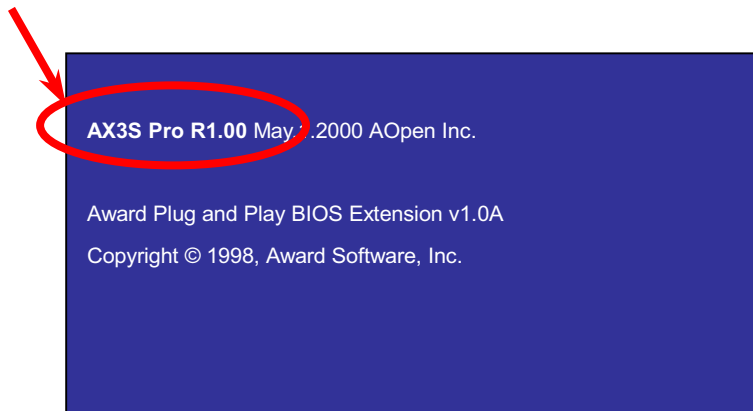 AX3S Pro R1.00 May.1.2000 AOpen Inc.
Award Plug and Play BIOS Extension v1.0A
Copyright © 1998, Award Software, Inc.